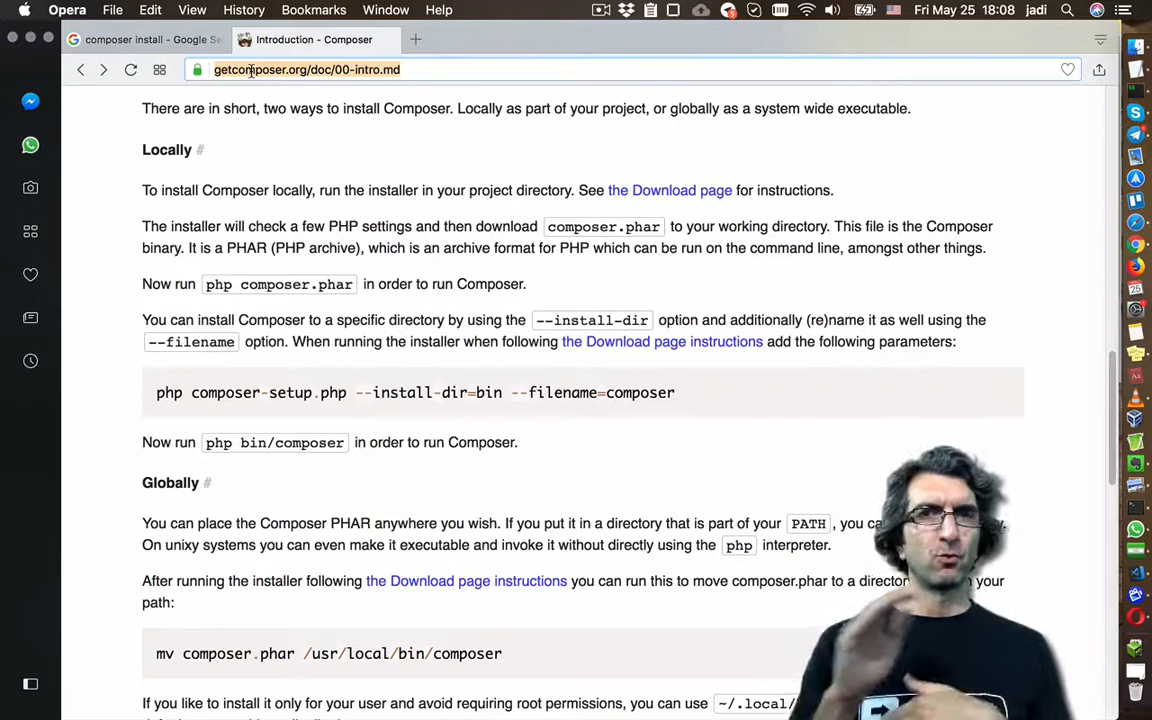 Opera File Edit View History Bookmarks Window Help Fri May 25 18:08 jadi
composer install - Google Se
Introduction - Composer
getcomposer.org/doc/00-intro.md
There are in short, two ways to install Composer. Locally as part of your project, or globally as a system wide executable.
Locally #
To install Composer locally, run the installer in your project directory. See the Download page for instructions.
The installer will check a few PHP settings and then download composer.phar to your working directory. This file is the Composer
binary. It is a PHAR (PHP archive), which is an archive format for PHP which can be run on the command line, amongst other things.
Now run php composer.phar in order to run Composer.
You can install Composer to a specific directory by using the --install-dir option and additionally (re)name it as well using the
--filename option. When running the installer when following the Download page instructions add the following parameters:
php composer-setup.php --install-dir=bin --filename=composer
Now run php bin/composer in order to run Composer.
Globally #
You can place the Composer PHAR anywhere you wish. If you put it in a directory that is part of your PATH, you
On unixy systems you can even make it executable and invoke it without directly using the php interpreter.
After running the installer following the Download page instructions you can run this to move composer.phar to a your
path:
mv composer.phar /usr/local/bin/composer
If you like to install it only for your user and avoid requiring root permissions, you can use ~/.local/